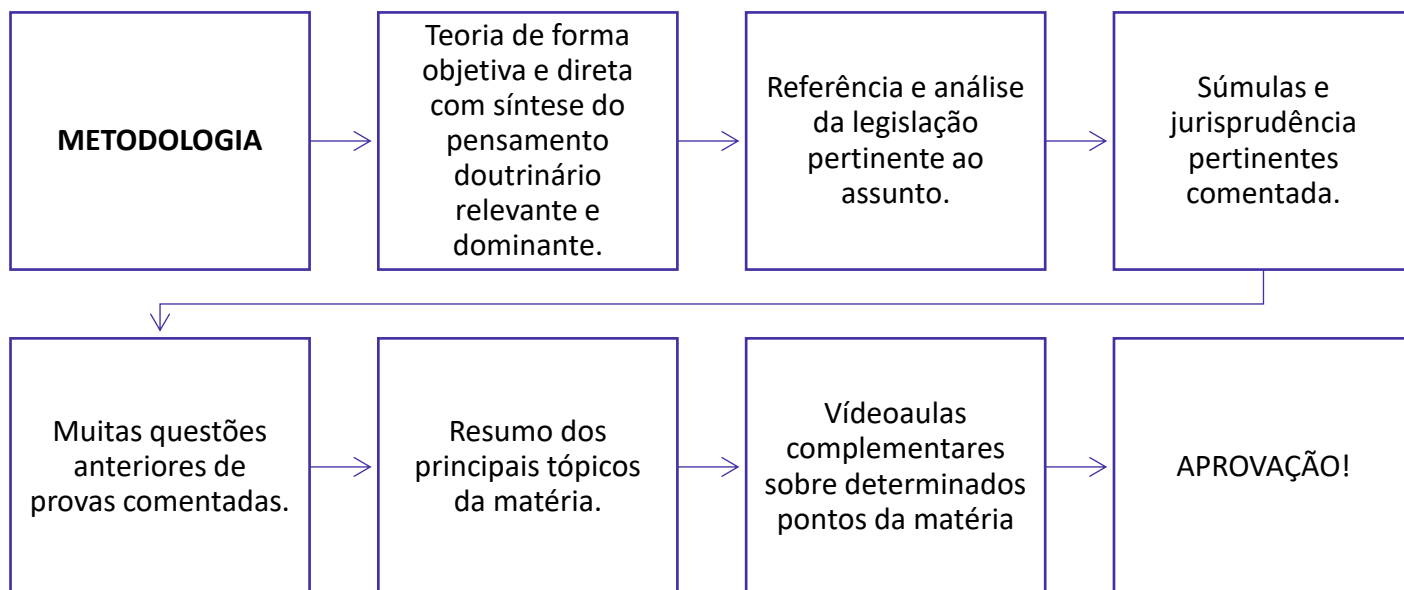 METODOLOGIA
Teoria de forma
objetiva e direta
com síntese do
pensamento
doutrinário
relevante e
dominante.
Referência e análise
da legislação
pertinente ao
assunto.
Súmulas e
jurisprudência
pertinentes
comentada.
Muitas questões
anteriores de
provas comentadas.
Resumo dos
principais tópicos
da matéria.
Vídeoaulas
complementares
sobre determinados
pontos da matéria
APROVAÇÃO!